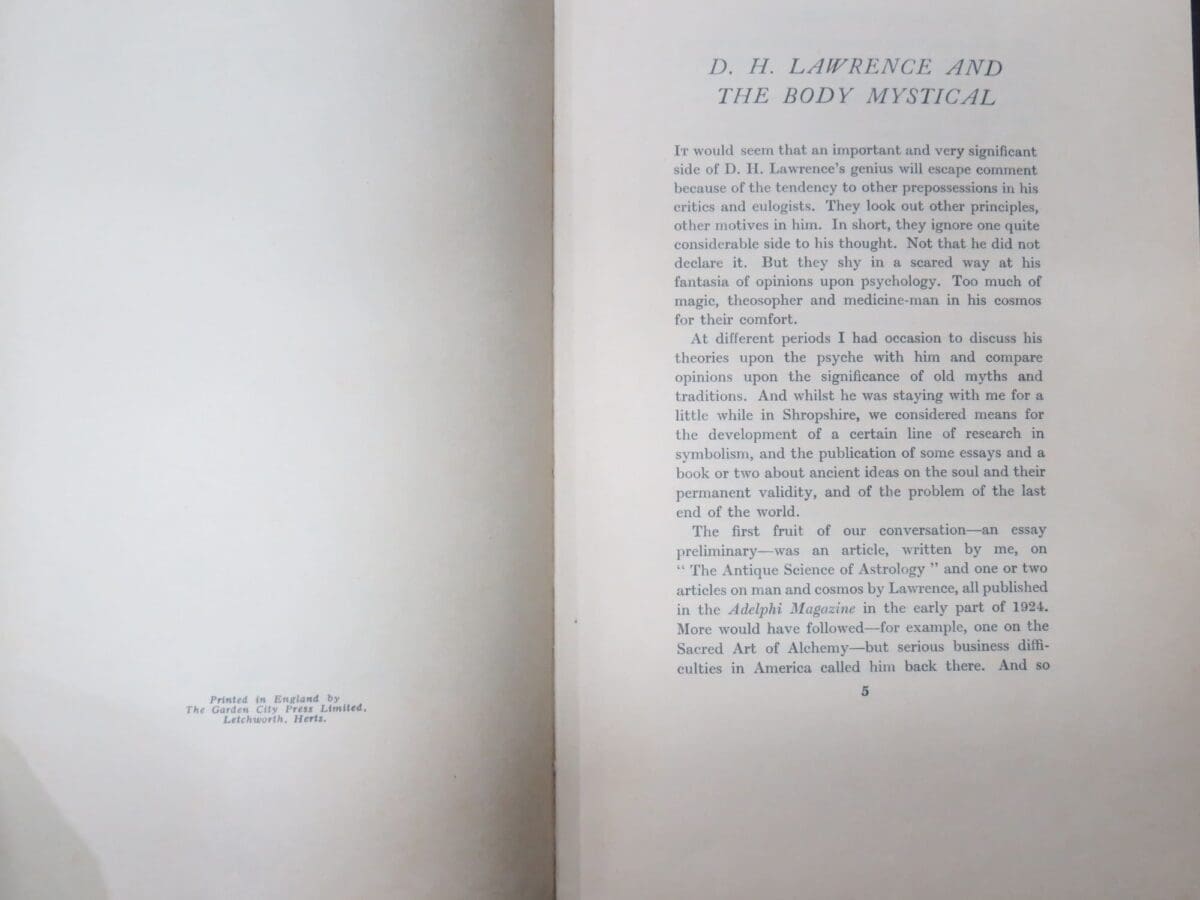 Printed in England by
The Garden City Press Limited,
Letchworth, Herts.
D. H. LAWRENCE AND
THE BODY MYSTICAL
IT would seem that an important and very significant
side of D. H. Lawrence's genius will escape comment
because of the tendency to other prepossessions in his
critics and eulogists. They look out other principles,
other motives in him. In short, they ignore one quite
considerable side to his thought. Not that he did not
declare it. But they shy in a scared way at his
fantasia of opinions upon psychology. Too much of
magic, theosopher and medicine-man in his cosmos
for their comfort.
At different periods I had occasion to discuss his
theories upon the psyche with him and compare
opinions upon the significance of old myths and
traditions. And whilst he was staying with me for a
little while in Shropshire, we considered means for
the development of a certain line of research in
symbolism, and the publication of some essays and a
book or two about ancient ideas on the soul and their
permanent validity, and of the problem of the last
end of the world.
The first fruit of our conversation—an essay
preliminary—was an article, written by me, on
“ The Antique Science of Astrology ” and one or two
articles on man and cosmos by Lawrence, all published
in the Adelphi Magazine in the early part of 1924.
More would have followed—for example, one on the
Sacred Art of Alchemy—but serious business diffi-
culties in America called him back there. And so
5